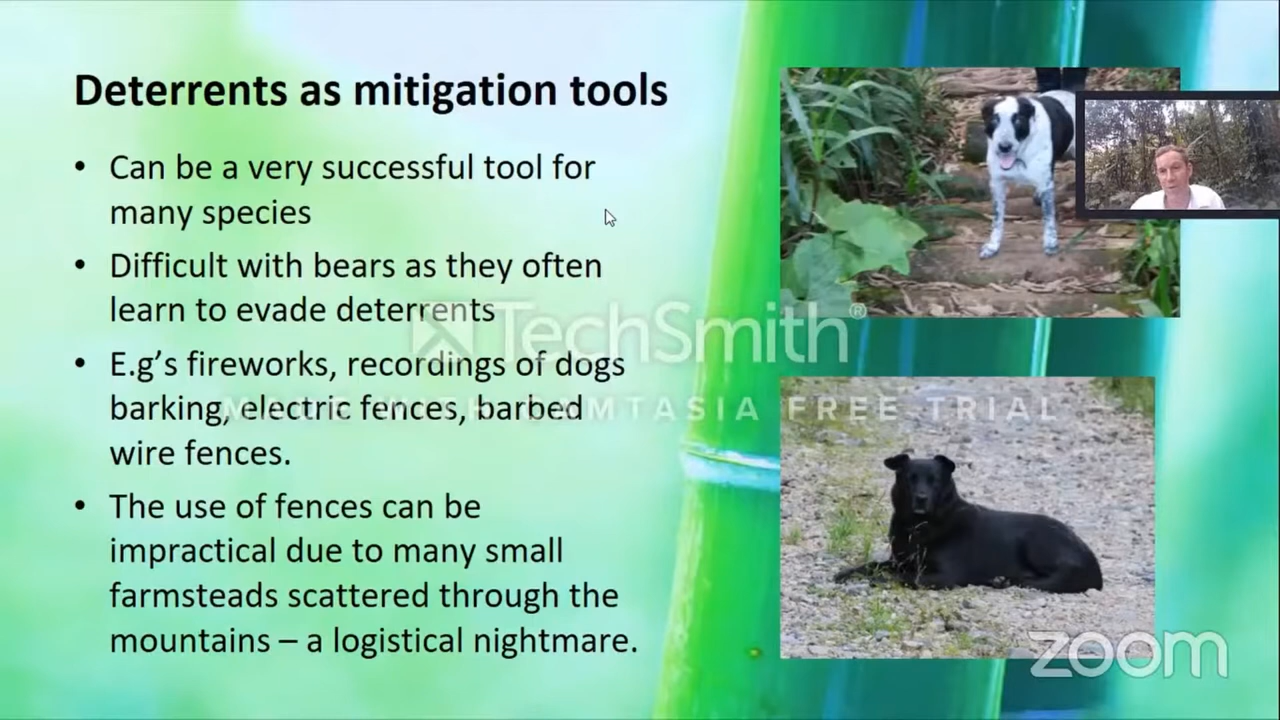 Deterrents as mitigation tools
• Can be a very successful tool for
many species
• Difficult with bears as they often
learn to evade deterrents
TechSmith®
• E.g’s fireworks, recordings of dogs
barking, electric fences, barbed
MADE WITH CAMTASIA FREE TRIAL
wire fences.
• The use of fences can be
impractical due to many small
farmsteads scattered through the
mountains – a logistical nightmare.
zoom